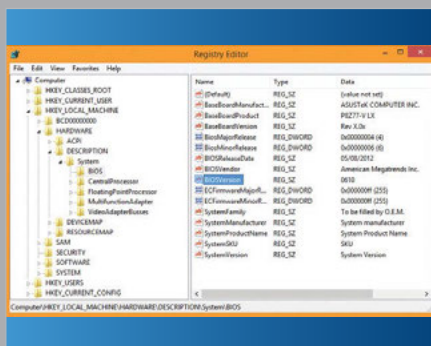 Registry Editor
File Edit View Favorites Help
Computer
HKEY_CLASSES_ROOT
HKEY_CURRENT_USER
HKEY_LOCAL_MACHINE
BCD00000000
HARDWARE
ACPI
DESCRIPTION
System
BIOS
CentralProcessor
FloatingPointProcessor
MultifunctionAdapter
VideoAdapterBusses
DEVICEMAP
RESOURCEMAP
SAM
SECURITY
SOFTWARE
SYSTEM
HKEY_USERS
HKEY_CURRENT_CONFIG
Name Type Data
(Default) REG_SZ (value not set)
BaseBoardManufact... REG_SZ ASUSTeK COMPUTER INC.
BaseBoardProduct REG_SZ P8Z77-V LX
BaseBoardVersion REG_SZ Rev X.0x
BiosMajorRelease REG_DWORD 0x00000004 (4)
BiosMinorRelease REG_DWORD 0x00000006 (6)
BIOSReleaseDate REG_SZ 05/08/2012
BIOSVendor REG_SZ American Megatrends Inc.
BIOSVersion REG_SZ 0610
ECFirmwareMajorR... REG_DWORD 0x000000ff (255)
ECFirmwareMinorR... REG_DWORD 0x000000ff (255)
SystemFamily REG_SZ To be filled by O.E.M.
SystemManufacturer REG_SZ System manufacturer
SystemProductName REG_SZ System Product Name
SystemSKU REG_SZ SKU
SystemVersion REG_SZ System Version
Computer\HKEY_LOCAL_MACHINE\HARDWARE\DESCRIPTION\System\BIOS